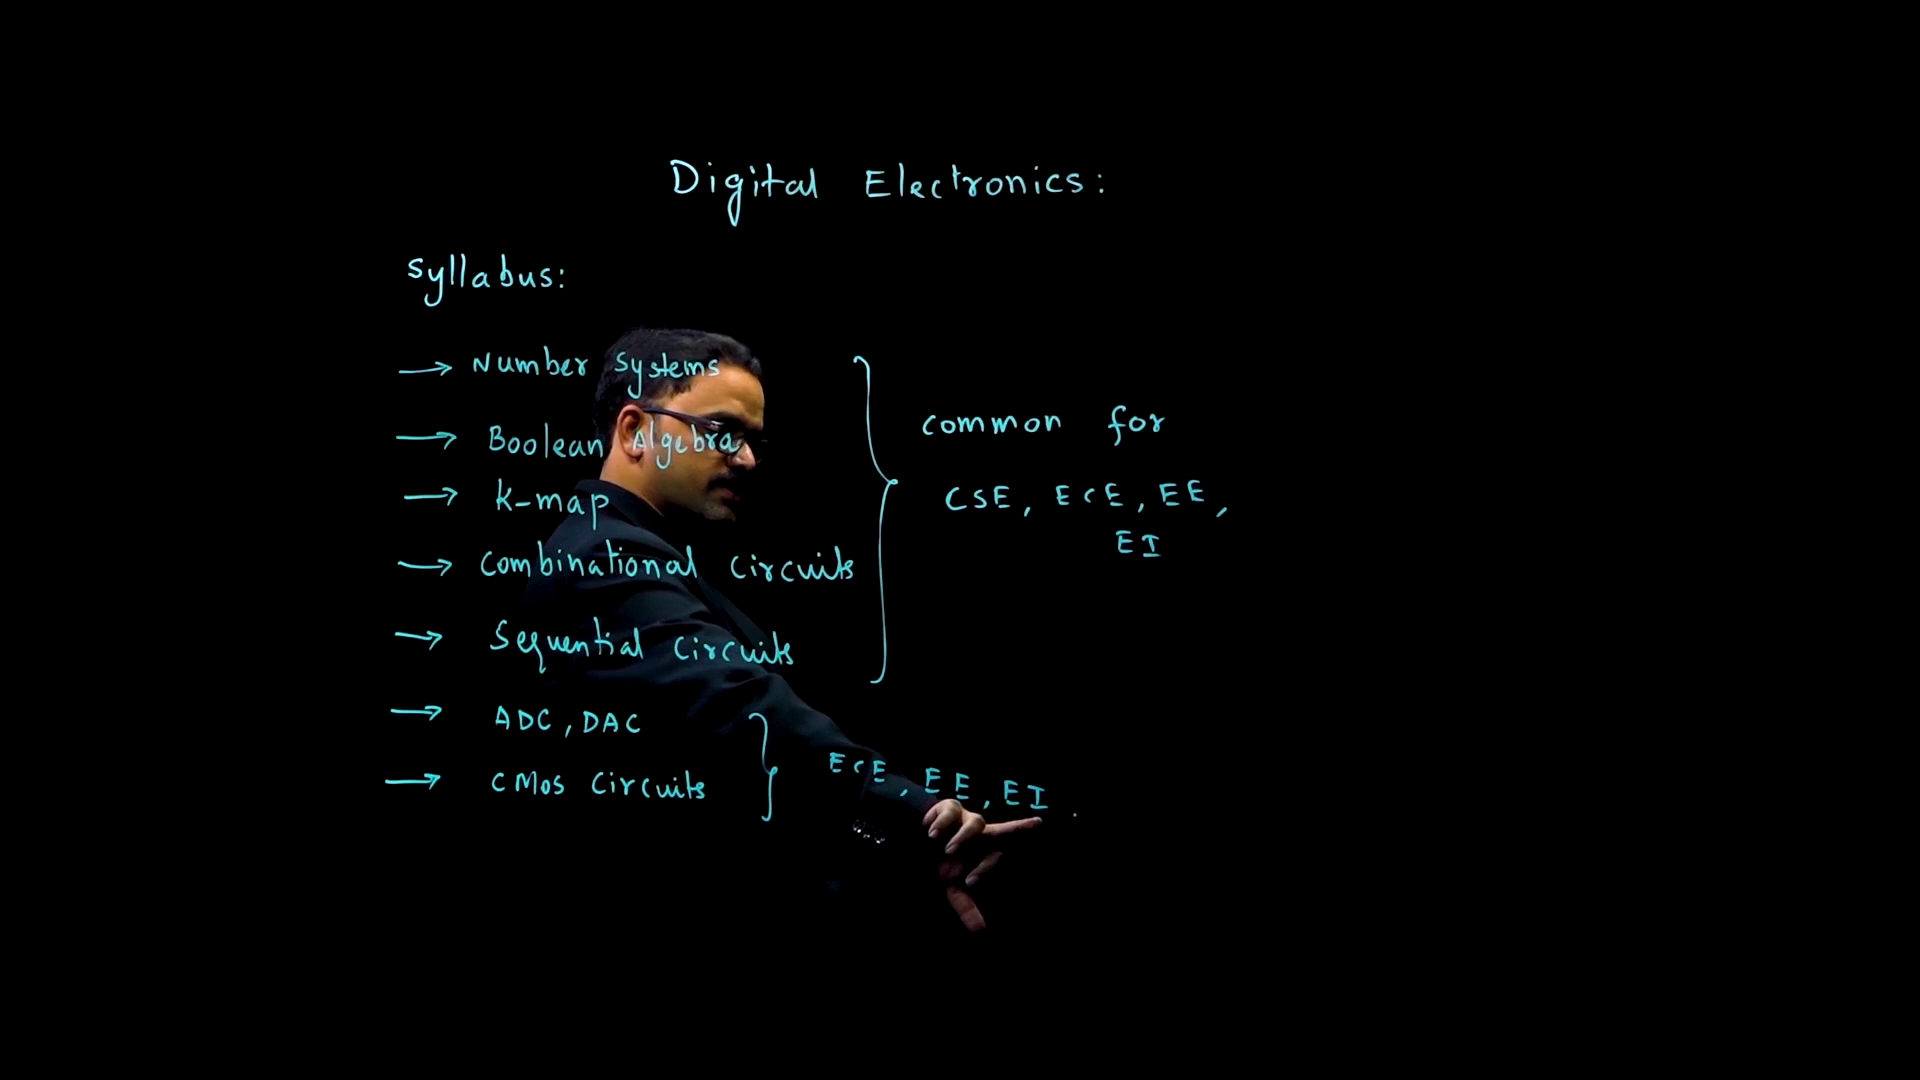 Digital Electronics:
Syllabus:
→ Number Systems
→ Boolean Algebra
→ K-map
→ Combinational Circuits
→ Sequential Circuits
common for
CSE, ECE, EE,
EI
→ ADC, DAC
→ CMOS Circuits
ECE, EE, EI